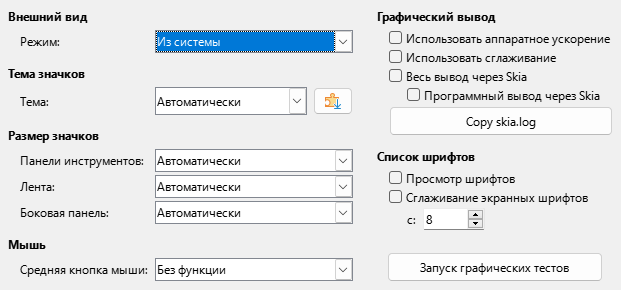 Внешний вид
Режим: Из системы
Тема значков
Тема: Автоматически
Размер значков
Панели инструментов: Автоматически
Лента: Автоматически
Боковая панель: Автоматически
Мышь
Средняя кнопка мыши: Без функции
Графический вывод
Использовать аппаратное ускорение
Использовать сглаживание
Весь вывод через Skia
Программный вывод через Skia
Copy skia.log
Список шрифтов
Просмотр шрифтов
Сглаживание экранных шрифтов
с: 8
Запуск графических тестов